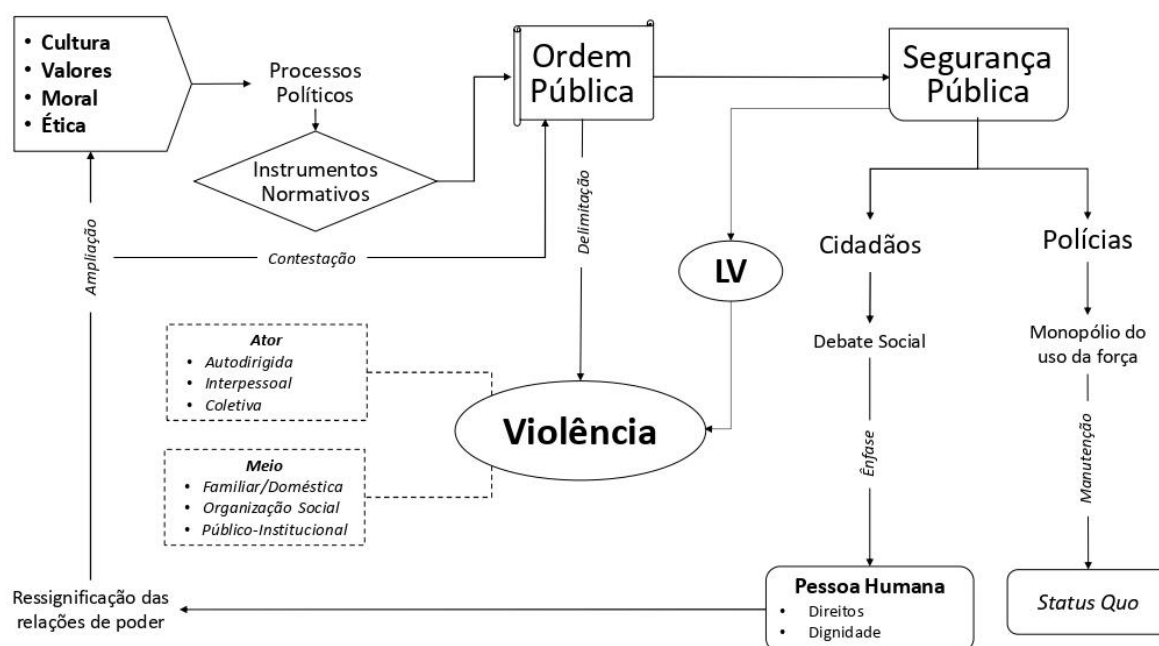 • Cultura
• Valores
• Moral
• Ética
Processos
Políticos
Instrumentos
Normativos
Ordem
Pública
Segurança
Pública
Ampliação
Contestação
Delimitação
LV
Cidadãos
Polícias
Debate Social
Monopólio do
uso da força
Ator
• Autodirigida
• Interpessoal
• Coletiva
Violência
Meio
• Familiar/Doméstica
• Organização Social
• Público-Institucional
Ênfase
Manutenção
Ressignificação das
relações de poder
Pessoa Humana
• Direitos
• Dignidade
Status Quo